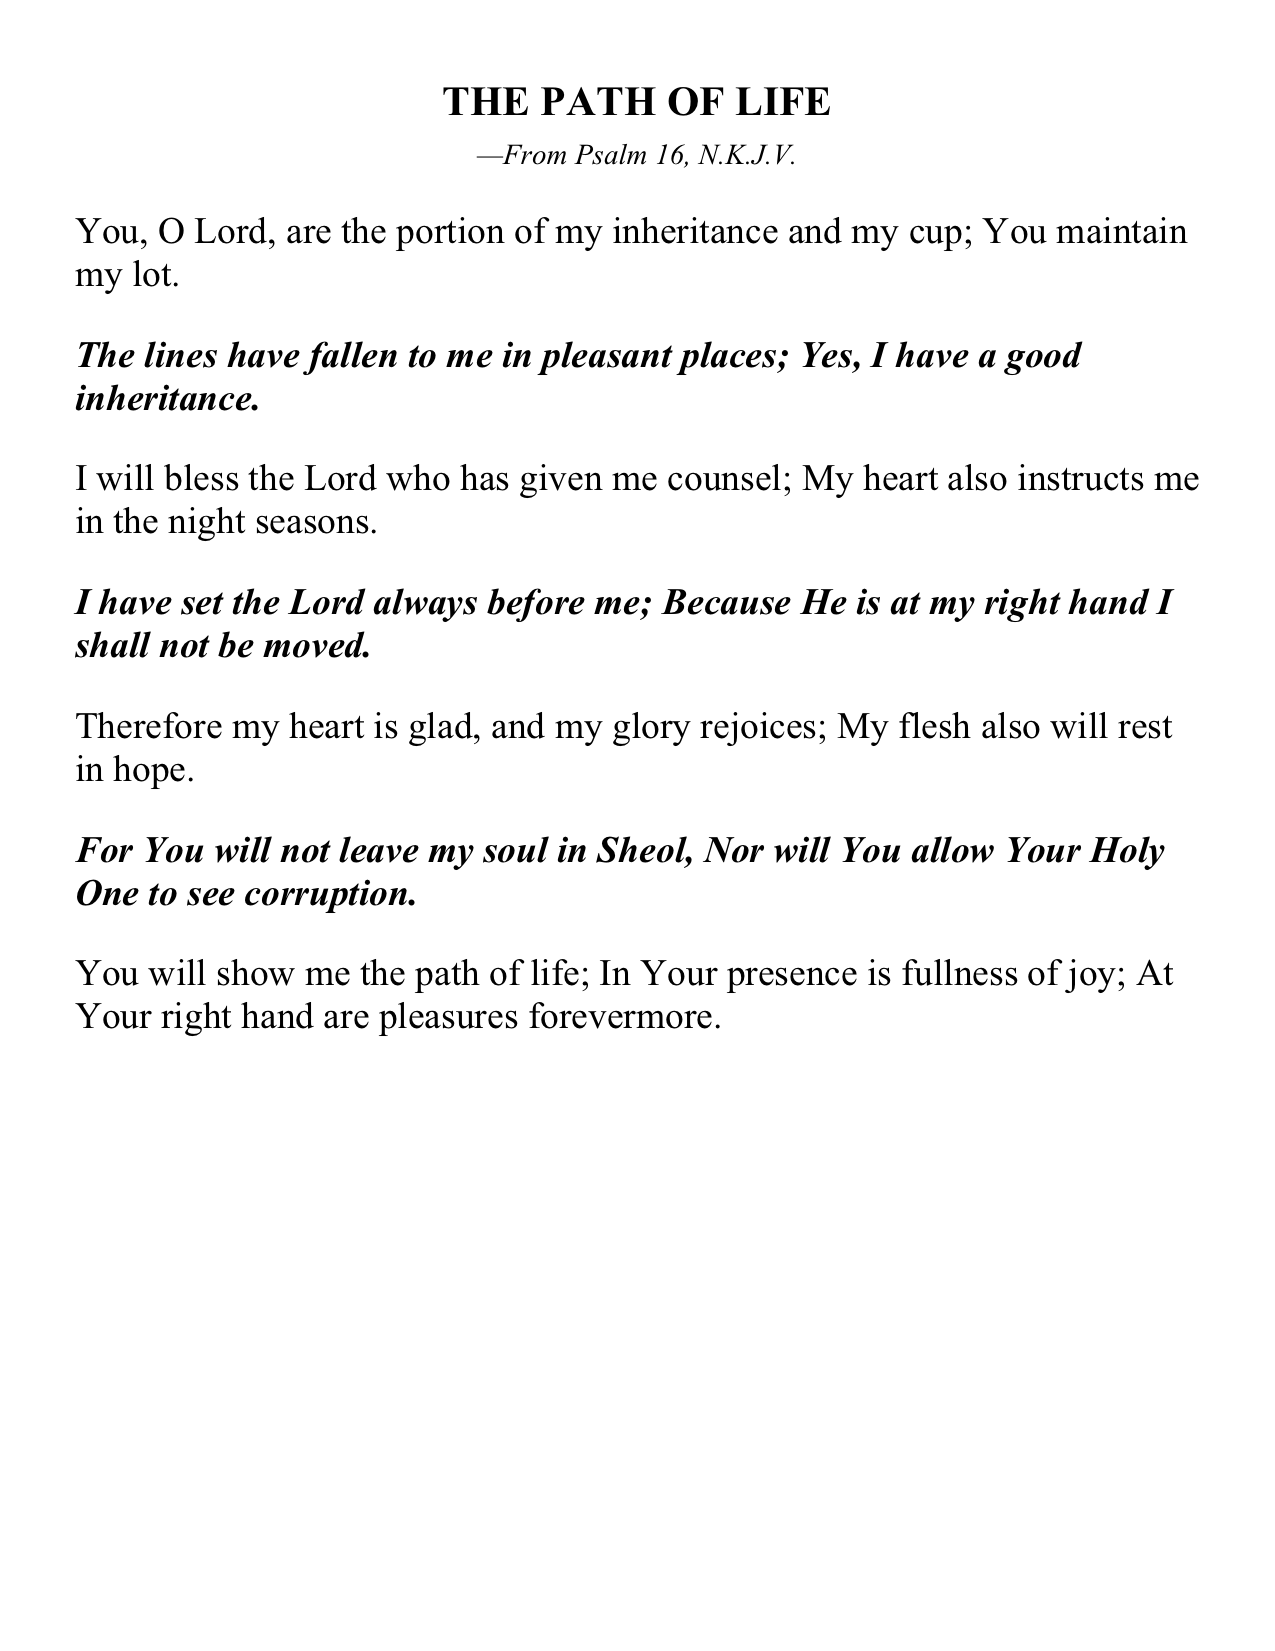 THE PATH OF LIFE
—From Psalm 16, N.K.J.V.
You, O Lord, are the portion of my inheritance and my cup; You maintain
my lot.
The lines have fallen to me in pleasant places; Yes, I have a good
inheritance.
I will bless the Lord who has given me counsel; My heart also instructs me
in the night seasons.
I have set the Lord always before me; Because He is at my right hand I
shall not be moved.
Therefore my heart is glad, and my glory rejoices; My flesh also will rest
in hope.
For You will not leave my soul in Sheol, Nor will You allow Your Holy
One to see corruption.
You will show me the path of life; In Your presence is fullness of joy; At
Your right hand are pleasures forevermore.